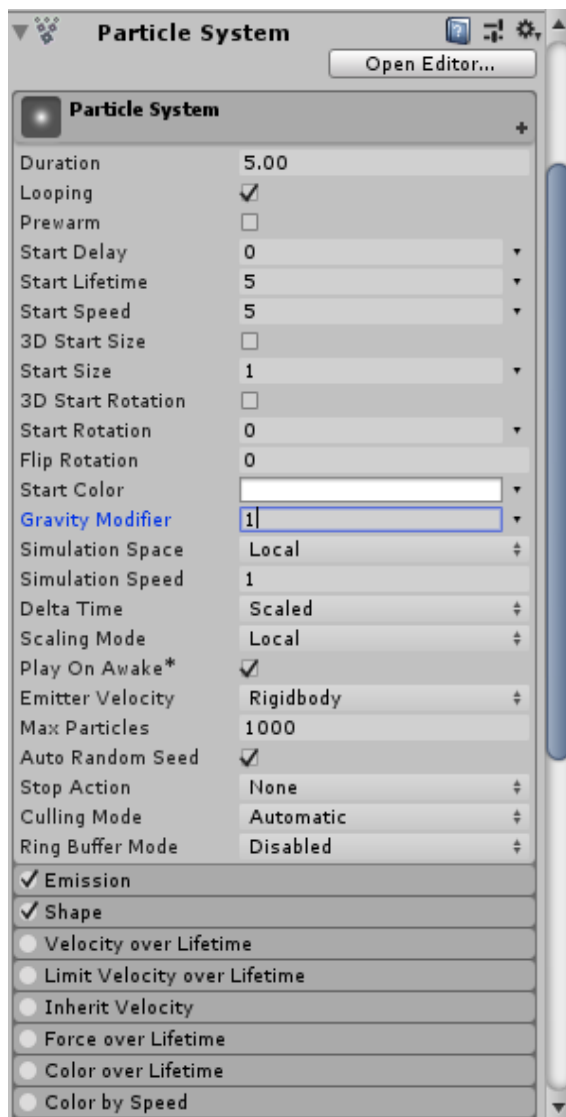 Particle System
Open Editor...
Particle System
Duration 5.00
Looping
Prewarm
Start Delay 0
Start Lifetime 5
Start Speed 5
3D Start Size
Start Size 1
3D Start Rotation
Start Rotation 0
Flip Rotation 0
Start Color
Gravity Modifier 1
Simulation Space Local
Simulation Speed 1
Delta Time Scaled
Scaling Mode Local
Play On Awake*
Emitter Velocity Rigidbody
Max Particles 1000
Auto Random Seed
Stop Action None
Culling Mode Automatic
Ring Buffer Mode Disabled
Emission
Shape
Velocity over Lifetime
Limit Velocity over Lifetime
Inherit Velocity
Force over Lifetime
Color over Lifetime
Color by Speed